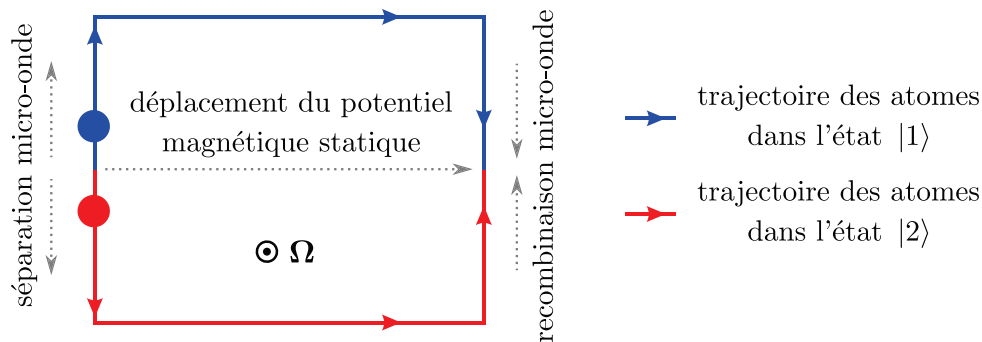 séparation micro-onde
déplacement du potentiel
magnétique statique
Ω
recombinaison micro-onde
trajectoire des atomes
dans l'état |1⟩
trajectoire des atomes
dans l'état |2⟩